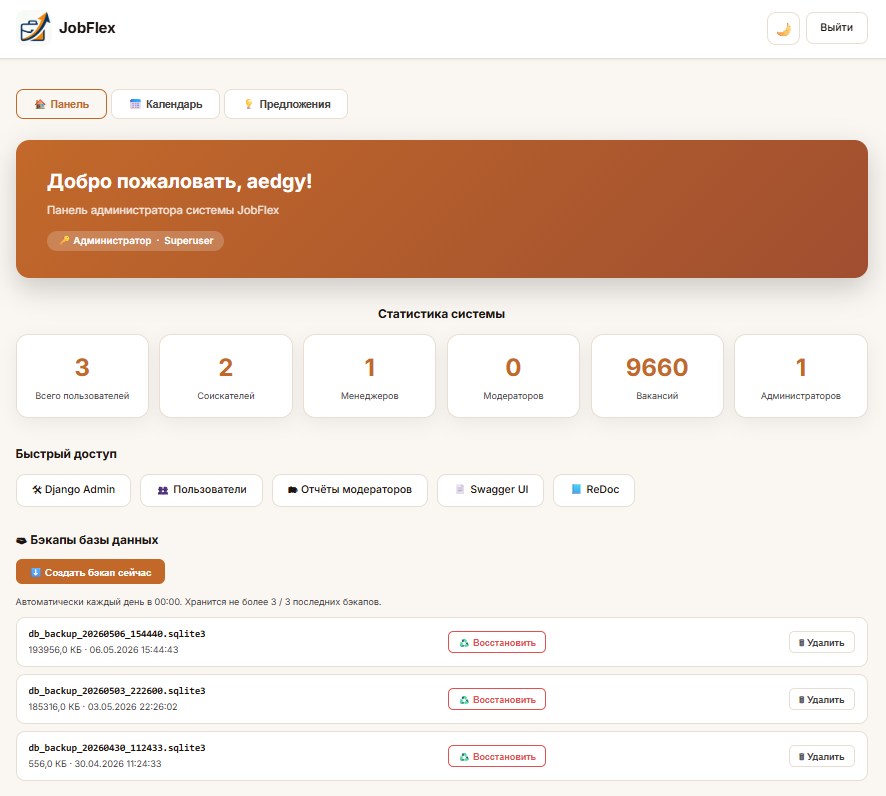 JobFlex
Выйти
Панель
Календарь
Предложения
Добро пожаловать, aedgy!
Панель администратора системы JobFlex
Администратор · Superuser
Статистика системы
3
Всего пользователей
2
Соискателей
1
Менеджеров
0
Модераторов
9660
Вакансий
1
Администраторов
Быстрый доступ
Django Admin
Пользователи
Отчёты модераторов
Swagger UI
ReDoc
Бэкапы базы данных
Создать бэкап сейчас
Автоматически каждый день в 00:00. Хранится не более 3 / 3 последних бэкапов.
db_backup_20260506_154440.sqlite3
193956,0 КБ · 06.05.2026 15:44:43
Восстановить
Удалить
db_backup_20260503_222600.sqlite3
185316,0 КБ · 03.05.2026 22:26:02
Восстановить
Удалить
db_backup_20260430_112433.sqlite3
556,0 КБ · 30.04.2026 11:24:33
Восстановить
Удалить